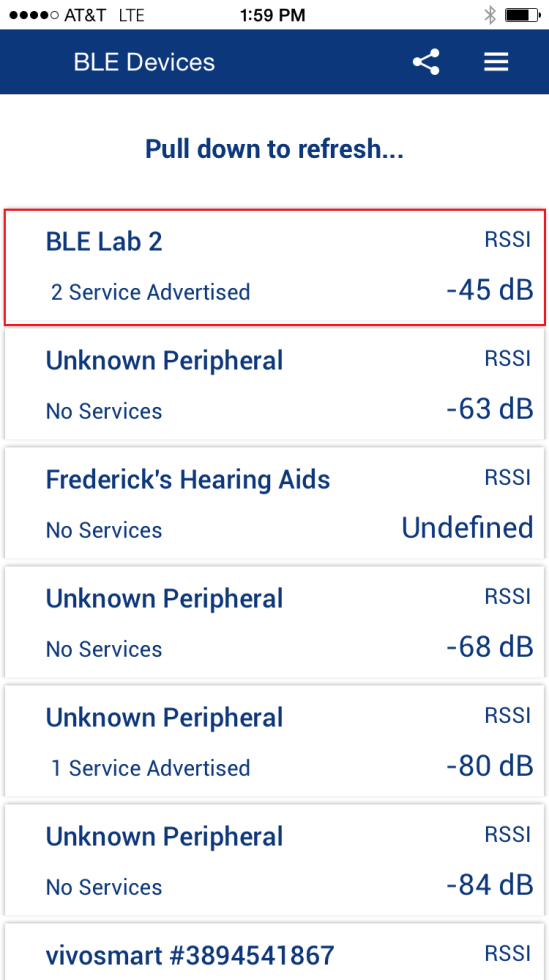 AT&T LTE 1:59 PM
BLE Devices
Pull down to refresh...
BLE Lab 2 RSSI
2 Service Advertised -45 dB
Unknown Peripheral RSSI
No Services -63 dB
Frederick's Hearing Aids RSSI
No Services Undefined
Unknown Peripheral RSSI
No Services -68 dB
Unknown Peripheral RSSI
1 Service Advertised -80 dB
Unknown Peripheral RSSI
No Services -84 dB
vivosmart #3894541867 RSSI